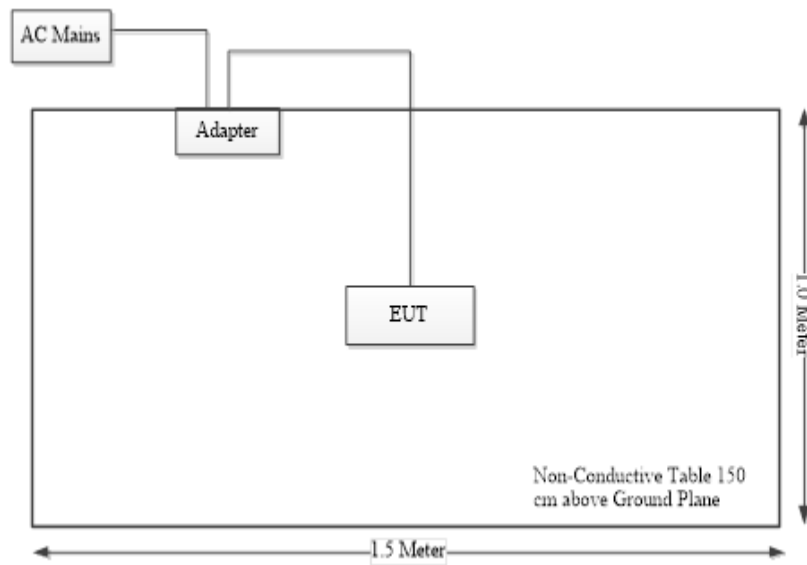 AC Mains
Adapter
EUT
1.0 Meter
Non-Conductive Table 150
cm above Ground Plane
1.5 Meter